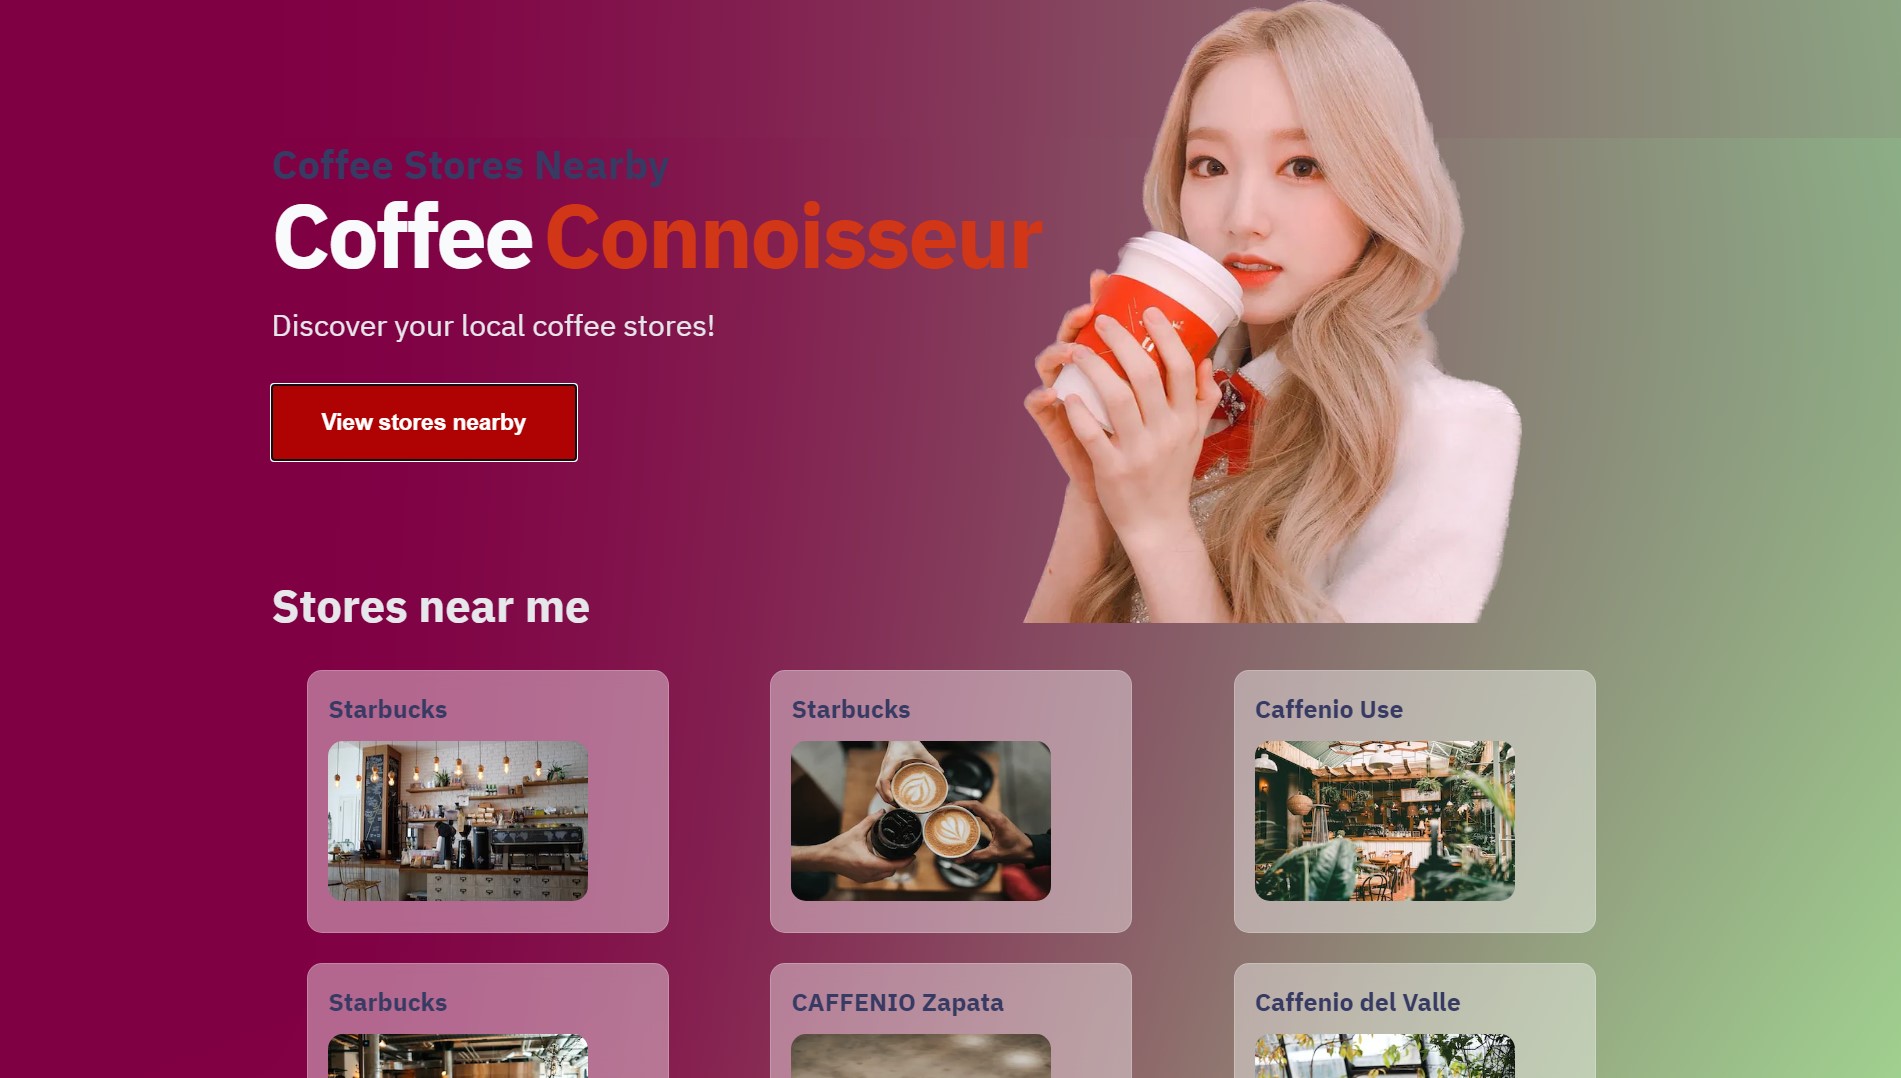 Coffee Stores Nearby
Coffee Connoisseur
Discover your local coffee stores!
View stores nearby
Stores near me
Starbucks
Starbucks
Caffenio Use
Starbucks
CAFFENIO Zapata
Caffenio del Valle